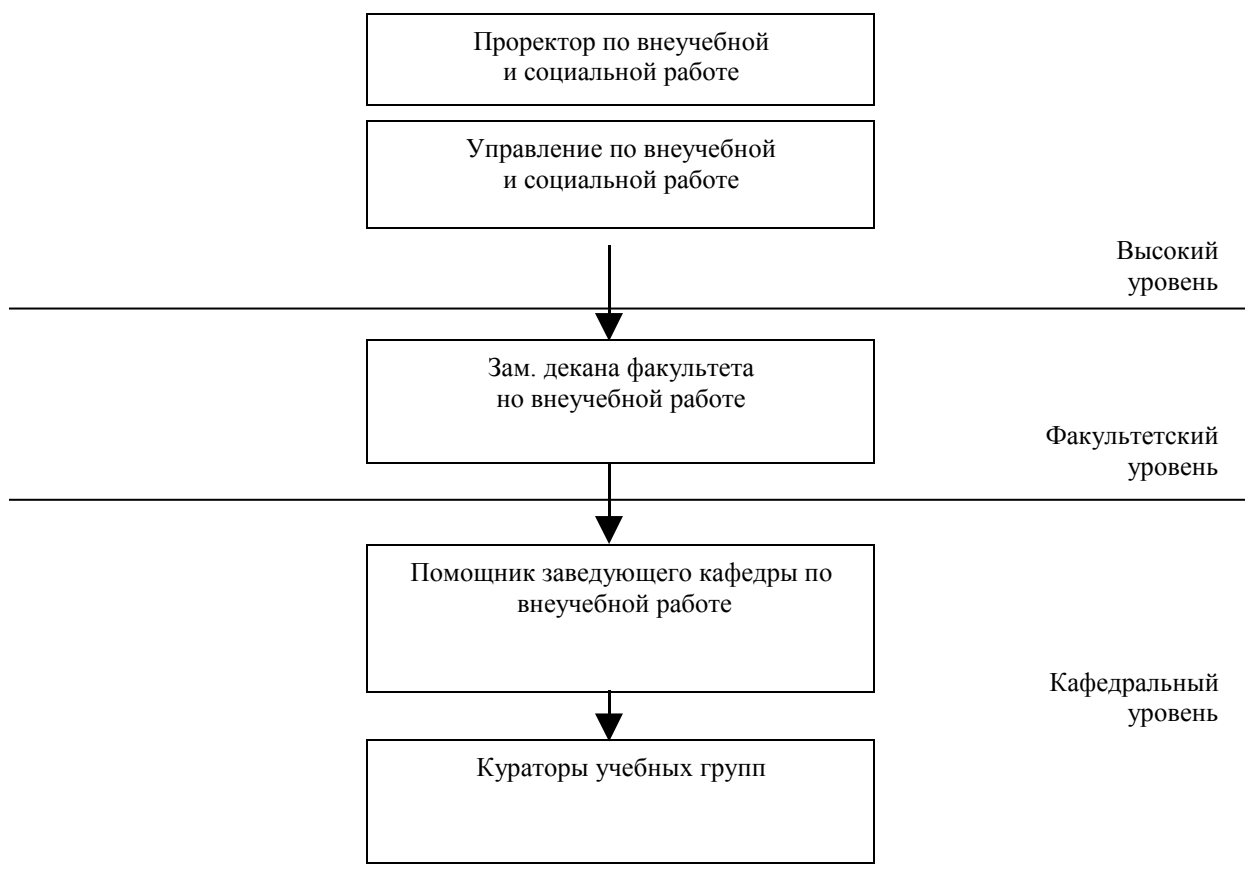 Проректор по внеучебной
и социальной работе
Управление по внеучебной
и социальной работе
Высокий
уровень
Зам. декана факультета
но внеучебной работе
Факультетский
уровень
Помощник заведующего кафедры по
внеучебной работе
Кафедральный
уровень
Кураторы учебных групп